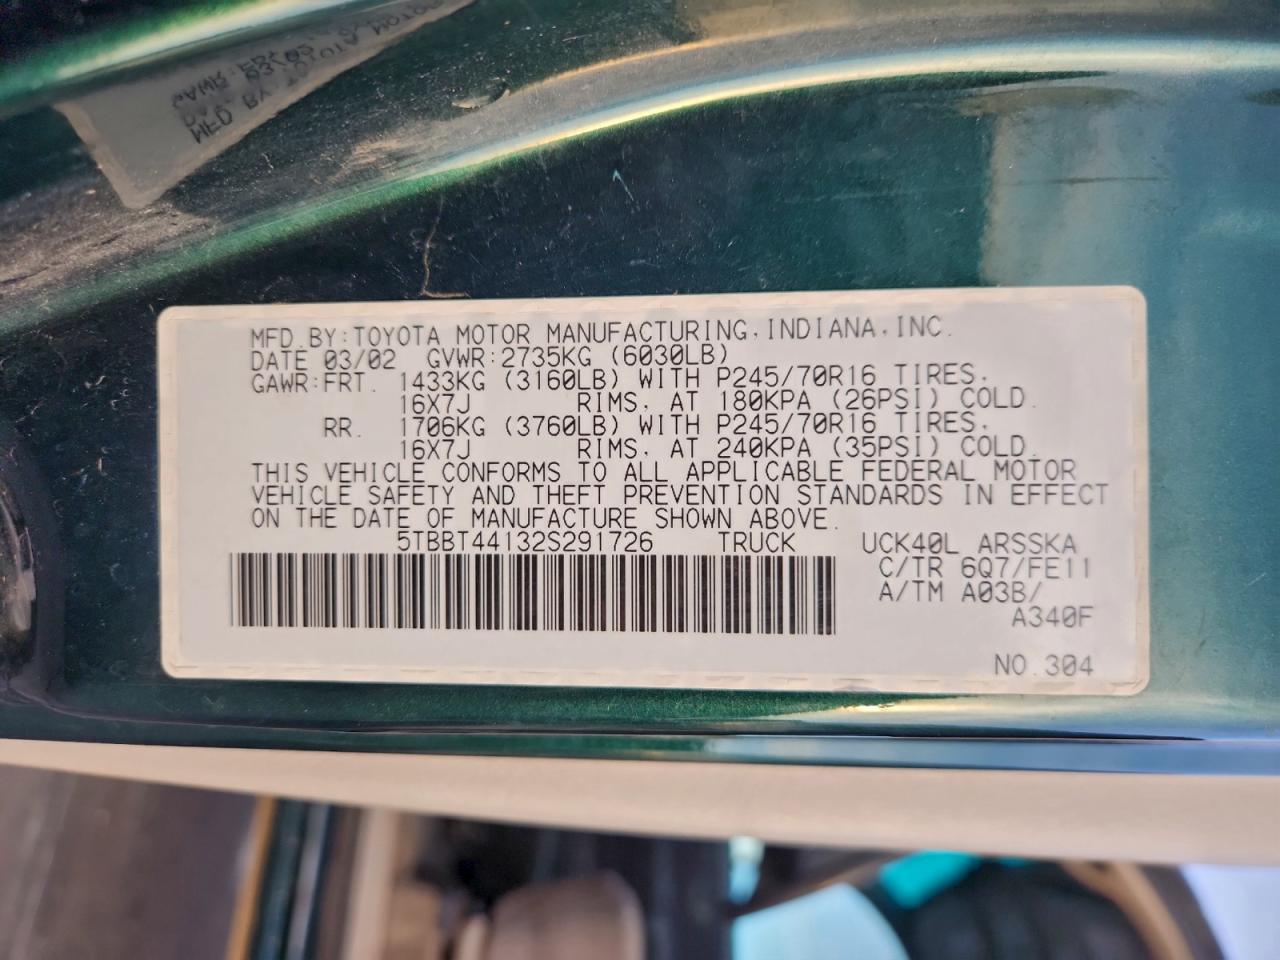 MFD.BY:TOYOTA MOTOR MANUFACTURING,INDIANA,INC.
DATE 03/02 GVWR:2735KG (6030LB)
GAWR:FRT. 1433KG (3160LB) WITH P245/70R16 TIRES,
16X7J RIMS, AT 180KPA (26PSI) COLD.
RR. 1706KG (3760LB) WITH P245/70R16 TIRES,
16X7J RIMS, AT 240KPA (35PSI) COLD.
THIS VEHICLE CONFORMS TO ALL APPLICABLE FEDERAL MOTOR
VEHICLE SAFETY AND THEFT PREVENTION STANDARDS IN EFFECT
ON THE DATE OF MANUFACTURE SHOWN ABOVE.
5TBBT44132S291726 TRUCK UCK40L ARSSKA
C/TR 6Q7/FE11
A/TM A03B/
A340F
NO.304